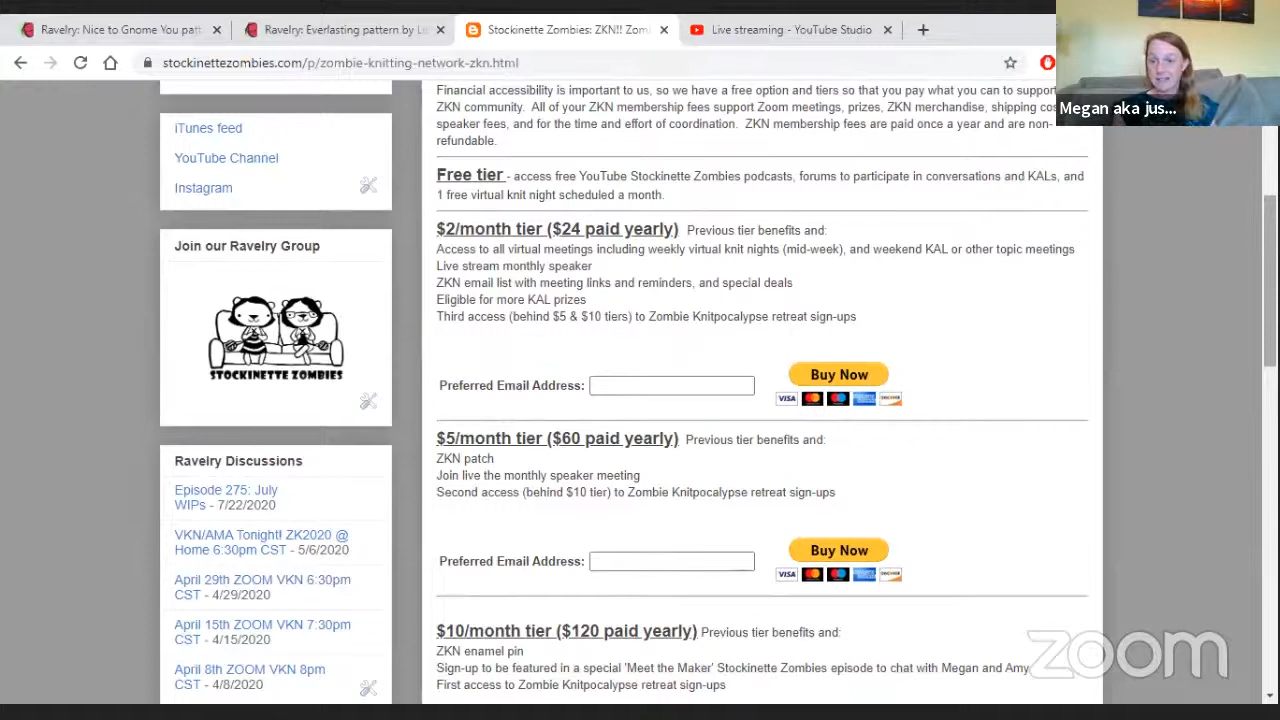 Ravelry: Nice to Gnome You patt
Ravelry: Everlasting pattern by Le
Stockinette Zombies: ZKN!! Zom
Live streaming - YouTube Studio
stockinettezombies.com/p/zombie-knitting-network-zkn.html
Megan aka jus...
iTunes feed
YouTube Channel
Instagram
Join our Ravelry Group
STOCKINETTE ZOMBIES
Ravelry Discussions
Episode 275: July
WIPs - 7/22/2020
VKN/AMA Tonight! ZK2020 @
Home 6:30pm CST - 5/6/2020
April 29th ZOOM VKN 6:30pm
CST - 4/29/2020
April 15th ZOOM VKN 7:30pm
CST - 4/15/2020
April 8th ZOOM VKN 8pm
CST - 4/8/2020
Financial accessibility is important to us, so we have a free option and tiers so that you pay what you can to support
ZKN community. All of your ZKN membership fees support Zoom meetings, prizes, ZKN merchandise, shipping cos
speaker fees, and for the time and effort of coordination. ZKN membership fees are paid once a year and are non-
refundable.
Free tier - access free YouTube Stockinette Zombies podcasts, forums to participate in conversations and KALs, and
1 free virtual knit night scheduled a month.
$2/month tier ($24 paid yearly) Previous tier benefits and:
Access to all virtual meetings including weekly virtual knit nights (mid-week), and weekend KAL or other topic meetings
Live stream monthly speaker
ZKN email list with meeting links and reminders, and special deals
Eligible for more KAL prizes
Third access (behind $5 & $10 tiers) to Zombie Knitpocalypse retreat sign-ups
Preferred Email Address:
Buy Now
VISA
$5/month tier ($60 paid yearly) Previous tier benefits and:
ZKN patch
Join live the monthly speaker meeting
Second access (behind $10 tier) to Zombie Knitpocalypse retreat sign-ups
Preferred Email Address:
Buy Now
VISA
$10/month tier ($120 paid yearly) Previous tier benefits and:
ZKN enamel pin
Sign-up to be featured in a special 'Meet the Maker' Stockinette Zombies episode to chat with Megan and Amy
First access to Zombie Knitpocalypse retreat sign-ups
zoom